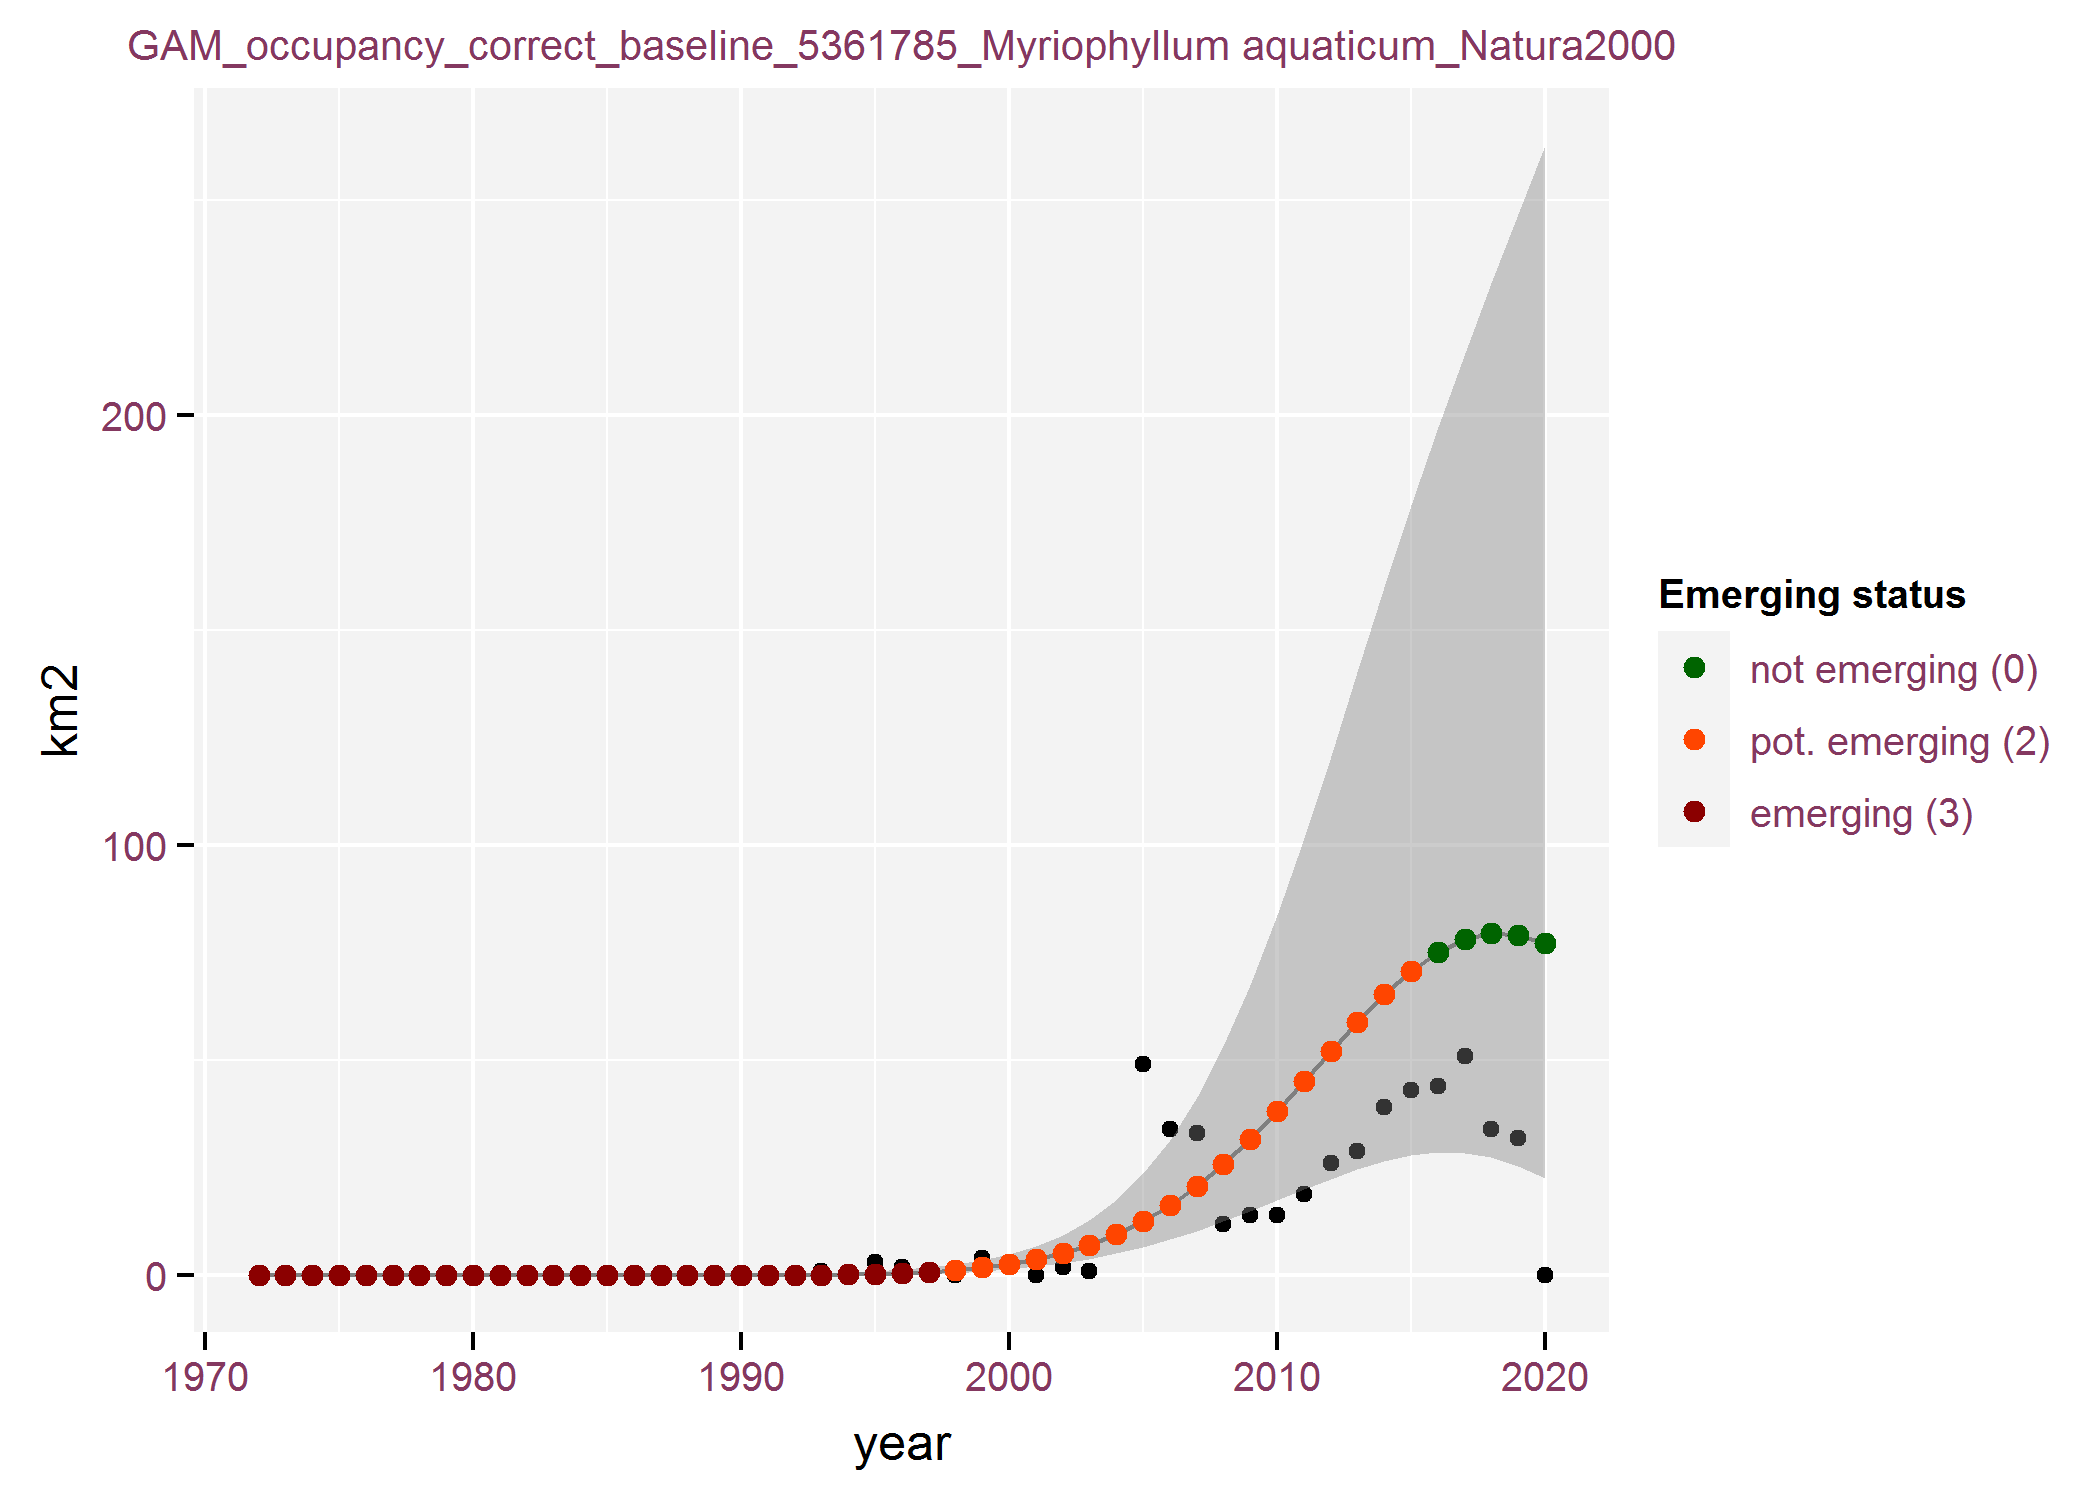 GAM_occupancy_correct_baseline_5361785_Myriophyllum aquaticum_Natura2000
km2
200
100
0
1970 1980 1990 2000 2010 2020
year
Emerging status
not emerging (0)
pot. emerging (2)
emerging (3)